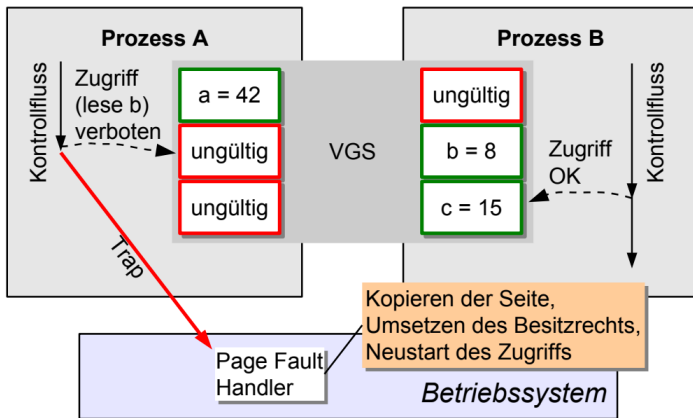 Prozess A
Kontrollfluss
Zugriff
(lese b)
verboten
a = 42
ungültig
ungültig
VGS
Prozess B
ungültig
b = 8
c = 15
Zugriff
OK
Kontrollfluss
Trap
Kopieren der Seite,
Umsetzen des Besitzrechts,
Neustart des Zugriffs
Page Fault
Handler
Betriebssystem